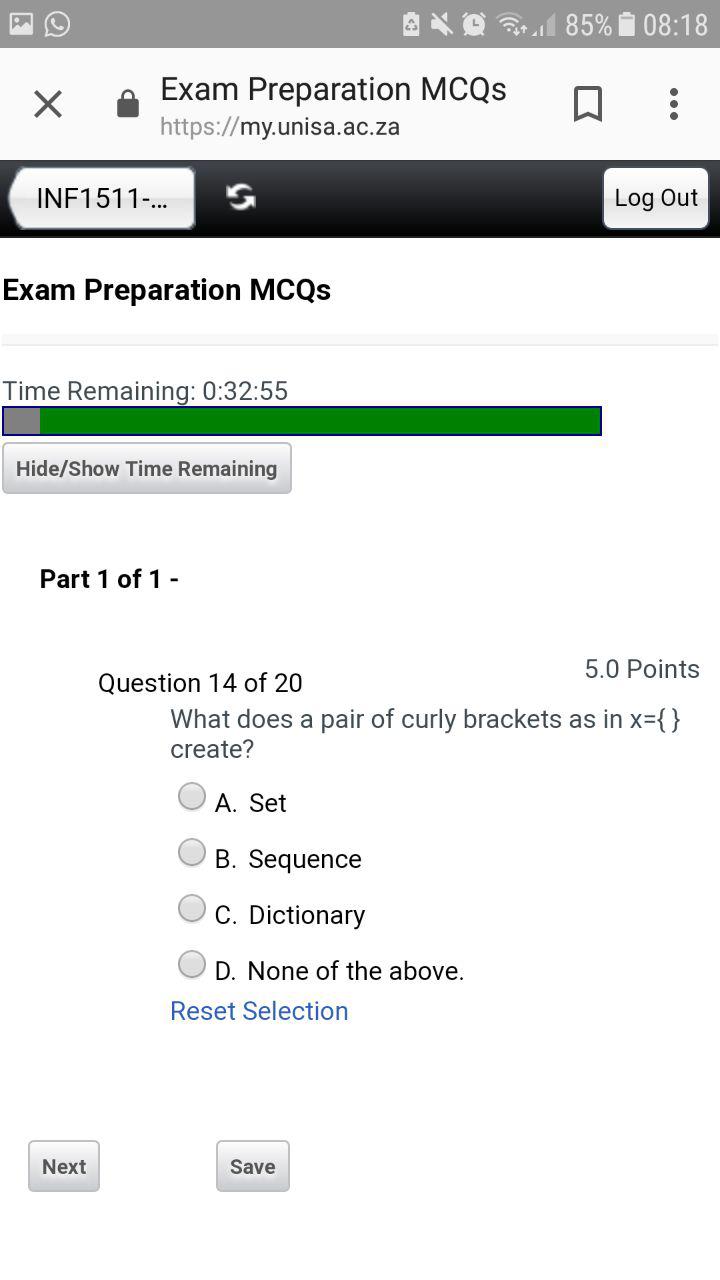 85% 08:18
Exam Preparation MCQs
https://my.unisa.ac.za
INF1511-...
Log Out
Exam Preparation MCQs
Time Remaining: 0:32:55
Hide/Show Time Remaining
Part 1 of 1 -
5.0 Points
Question 14 of 20
What does a pair of curly brackets as in x={ }
create?
A. Set
B. Sequence
C. Dictionary
D. None of the above.
Reset Selection
Next Save